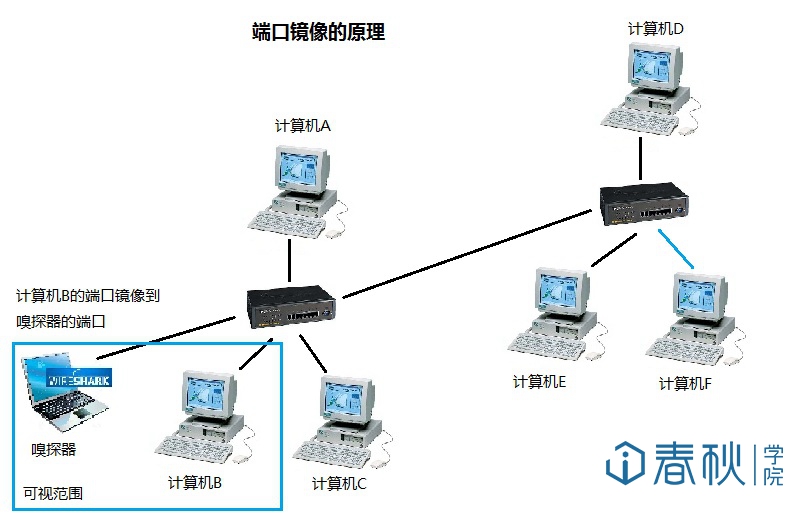 端口镜像的原理
计算机D
计算机A
计算机B的端口镜像到
嗅探器的端口
WIRESHARK
嗅探器
计算机B
计算机C
可视范围
计算机E
计算机F
春秋学院